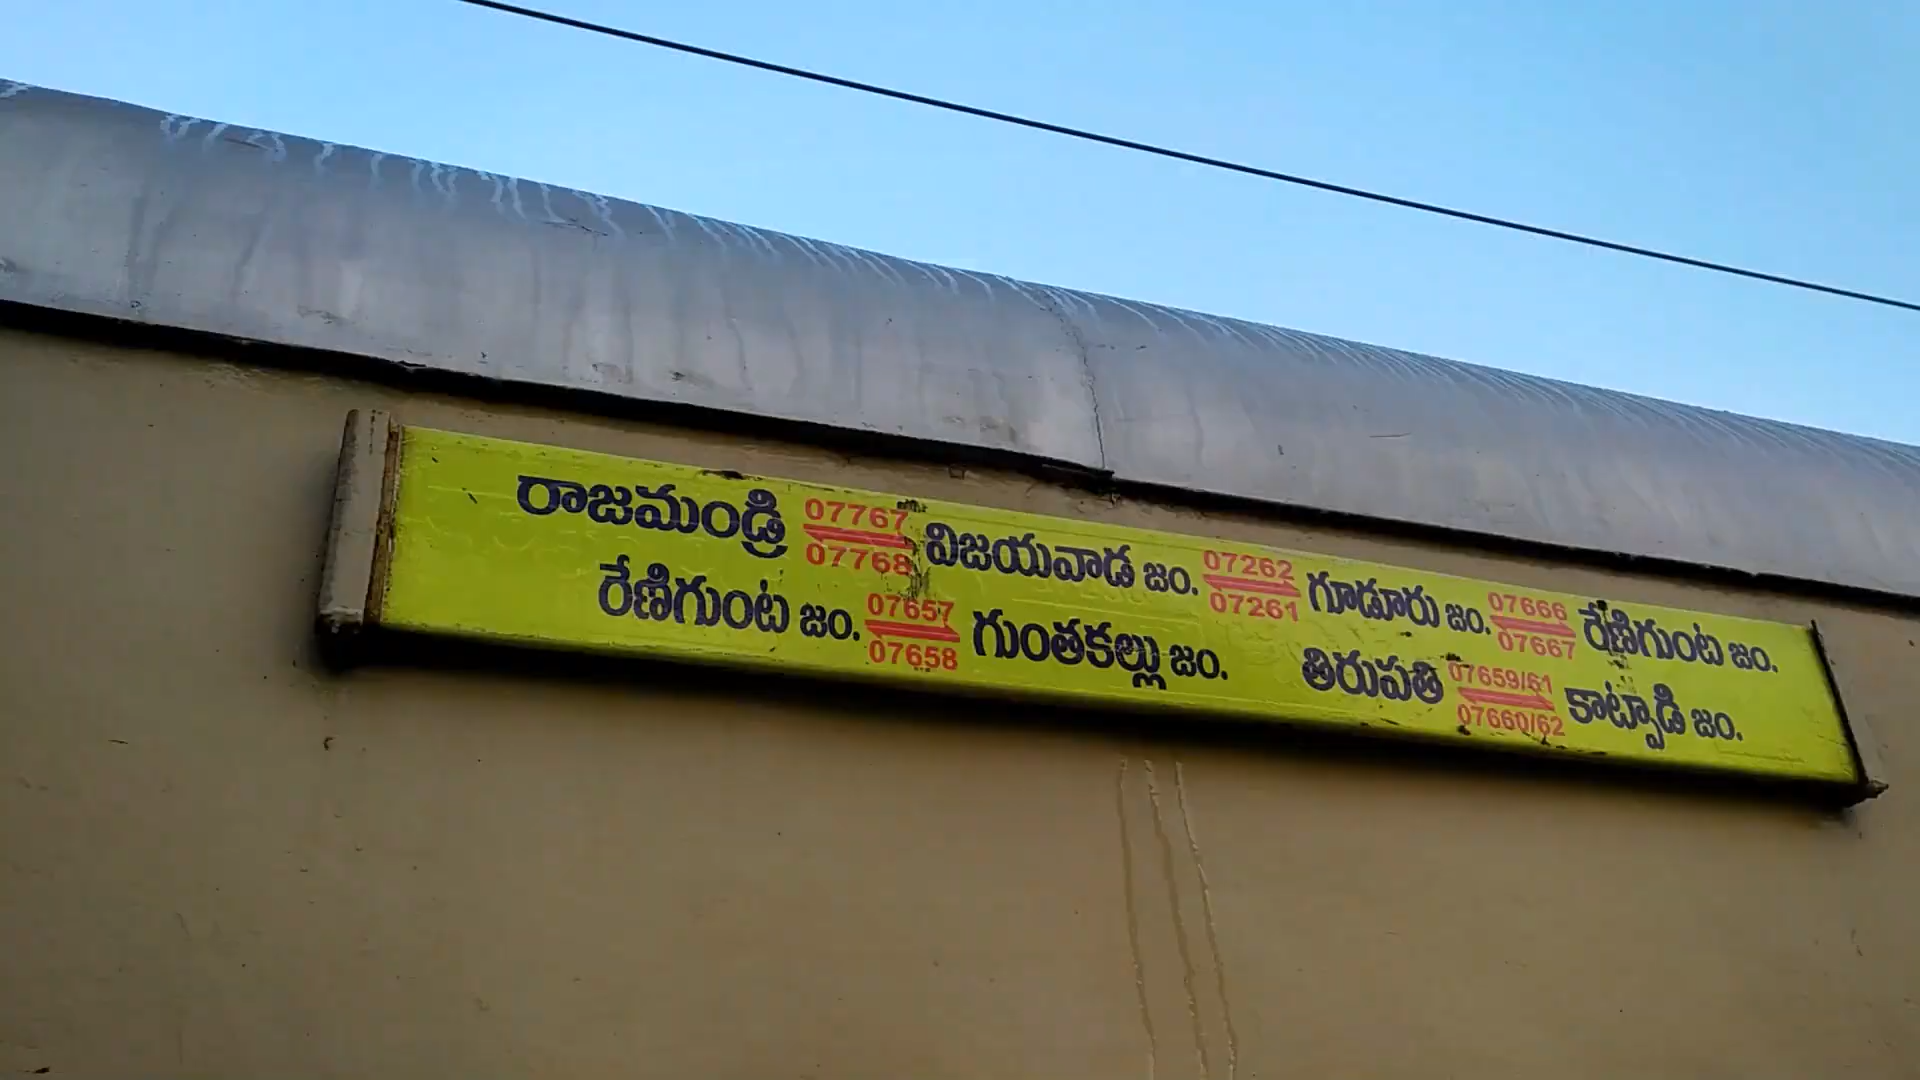 రాజమండ్రి 07767 07768 విజయవాడ జం. 07262 07261 గూడూరు జం. 07666 07667 రేణిగుంట జం.
రేణిగుంట జం. 07657 07658 గుంతకల్లు జం. తిరుపతి 07659/61 07660/62 కాట్పాడి జం.